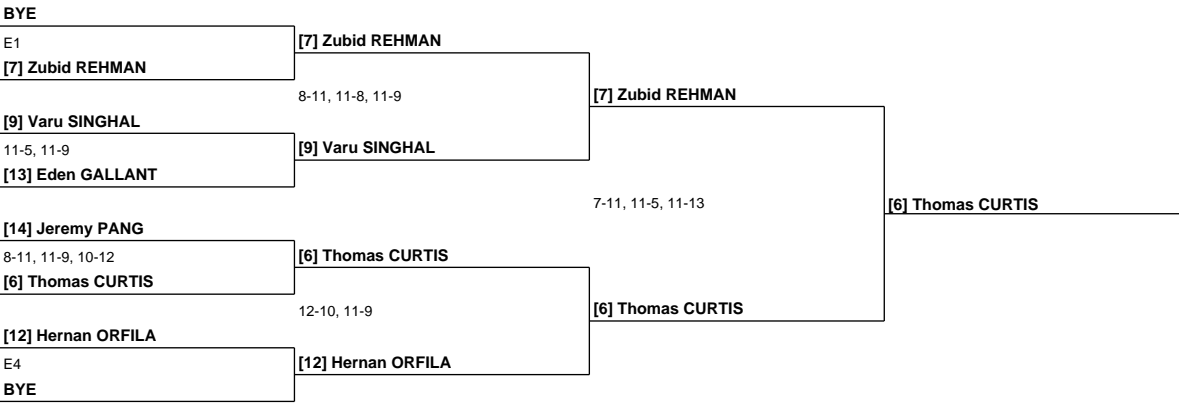 BYE
E1
[7] Zubid REHMAN
[7] Zubid REHMAN
8-11, 11-8, 11-9
[7] Zubid REHMAN
[9] Varu SINGHAL
11-5, 11-9
[9] Varu SINGHAL
[13] Eden GALLANT
7-11, 11-5, 11-13
[6] Thomas CURTIS
[14] Jeremy PANG
8-11, 11-9, 10-12
[6] Thomas CURTIS
[6] Thomas CURTIS
12-10, 11-9
[6] Thomas CURTIS
[12] Hernan ORFILA
E4
[12] Hernan ORFILA
BYE